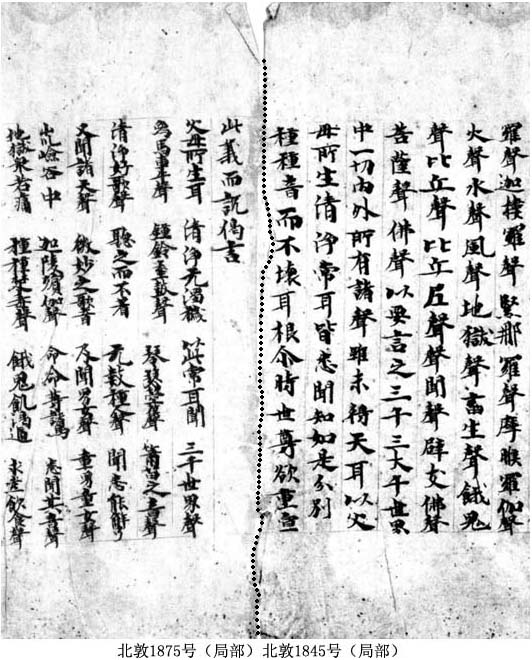 羅聲迦樓羅聲緊那羅聲摩睺羅伽聲
火聲水聲風聲地獄聲畜生聲餓鬼
聲比丘聲比丘尼聲聲聞聲辟支佛聲
菩薩聲佛聲以要言之三千三大千世界
中一切內外所有諸聲雖未得天耳以父
母所生清淨常耳皆悉聞知如是分別
種種音而不壞耳根尒時世尊欲重宣
此義而說偈言
父母所生耳 清淨无濁穢 以此常耳聞 三千世界聲
象馬車牛聲 鍾鈴螺鼓聲 琴瑟箜篌聲 簫笛之音聲
清淨好歌聲 聽之而不著 无數種人聲 聞悉能解了
又聞諸天聲 微妙之歌音 及聞男女聲 童男童女聲
山川嶮谷中 迦陵頻伽聲 命命等諸鳥 悉聞其音聲
地獄衆苦痛 種種楚毒聲 餓鬼飢渴逼 求索飲食聲
北敦1875号（局部）北敦1845号（局部）